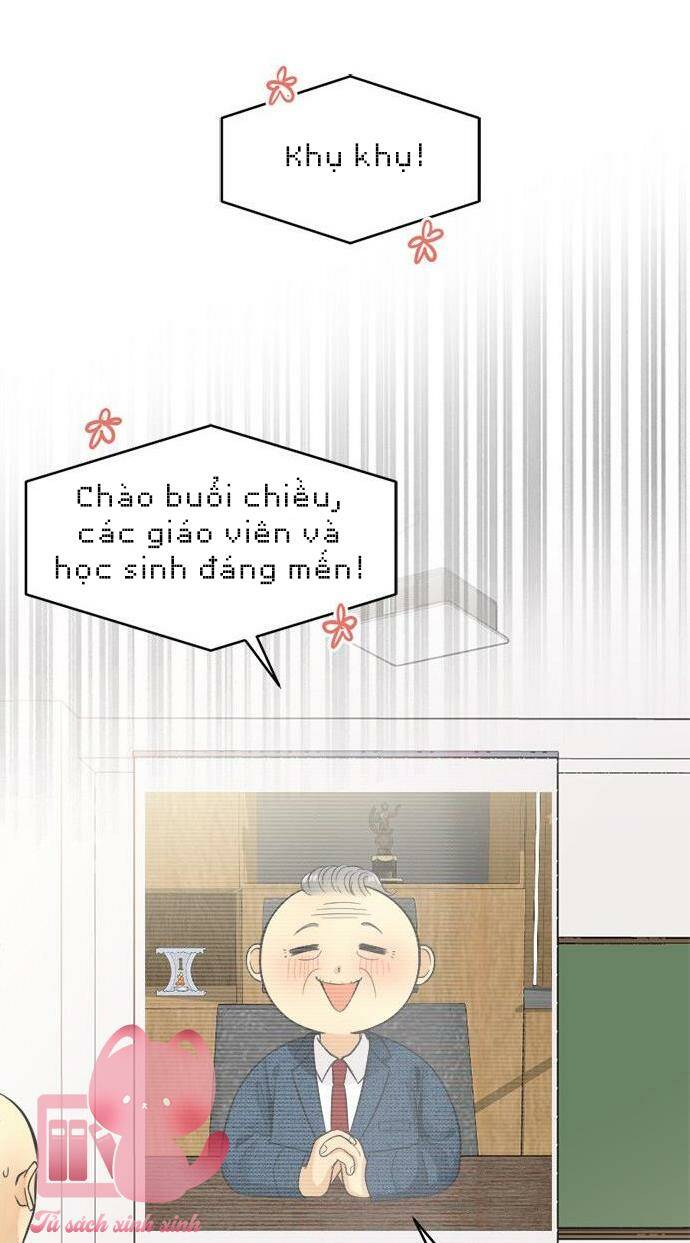 Khụ khụ!
Chào buổi chiều,
các giáo viên và
học sinh đáng mến!
Tủ sách xinh xinh